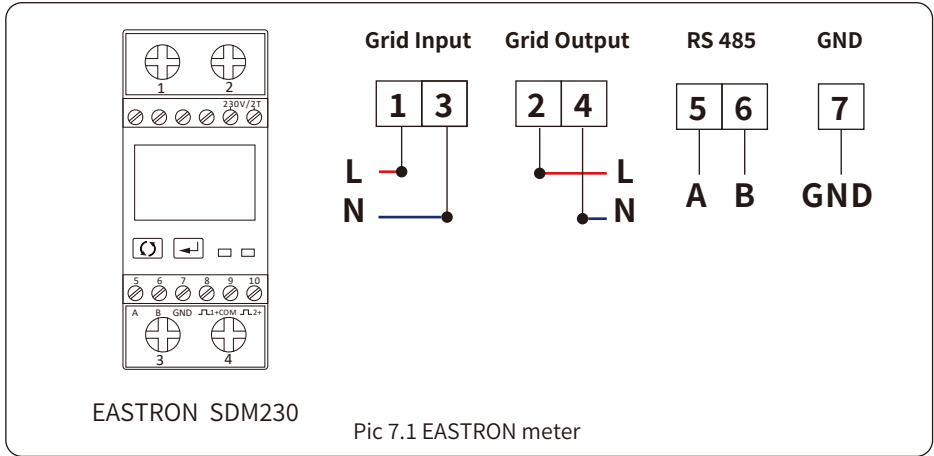 Grid Input Grid Output RS 485 GND
1 2
230V/2T
1 3 2 4 5 6 7
L L
N N
A B GND
5 6 7 8 9 10
A B GND 1+COM 2+
3 4
EASTRON SDM230
Pic 7.1 EASTRON meter